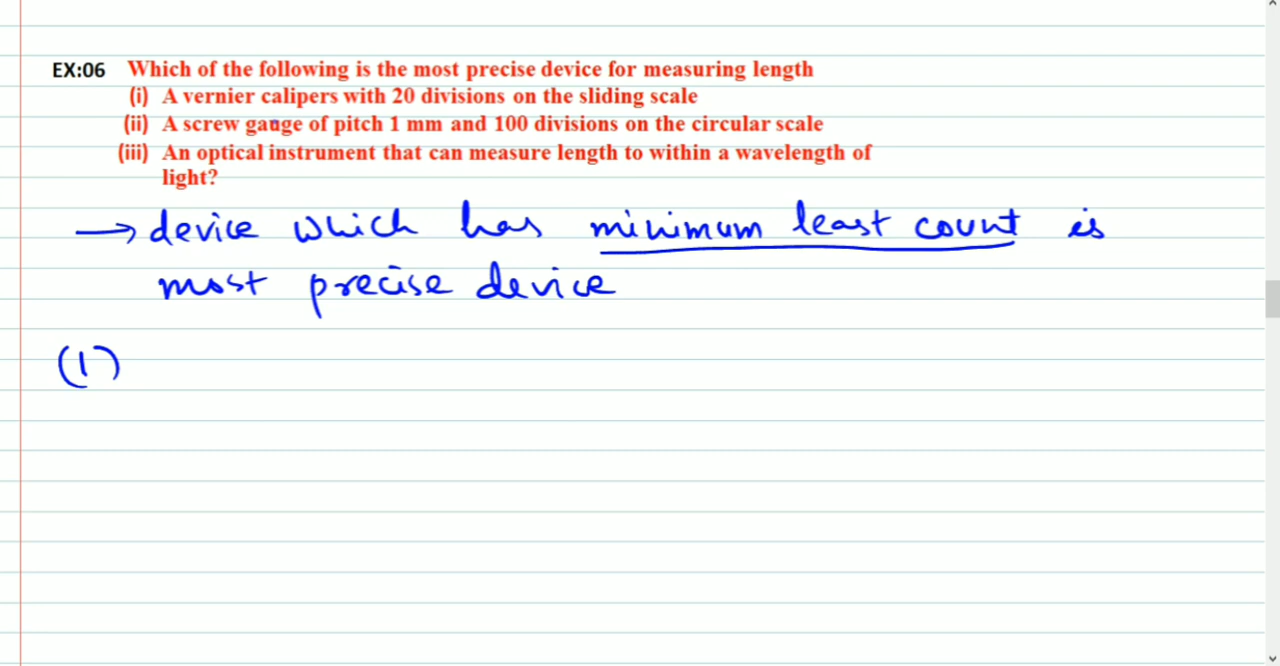 EX:06 Which of the following is the most precise device for measuring length
(i) A vernier calipers with 20 divisions on the sliding scale
(ii) A screw gauge of pitch 1 mm and 100 divisions on the circular scale
(iii) An optical instrument that can measure length to within a wavelength of
light?
→ device which has minimum least count is
most precise device
(1)